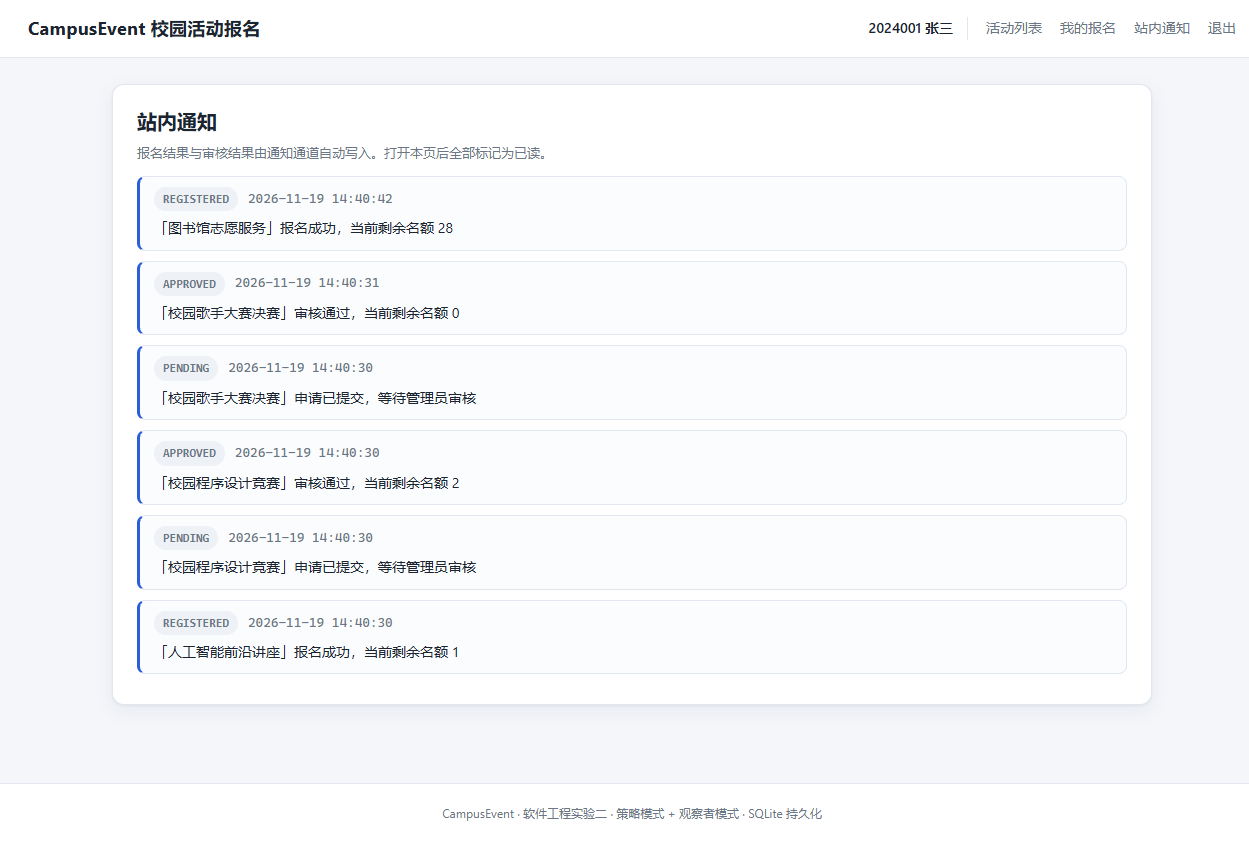 CampusEvent 校园活动报名
2024001 张三 活动列表 我的报名 站内通知 退出
站内通知
报名结果与审核结果由通知通道自动写入。打开本页后全部标记为已读。
REGISTERED 2026-11-19 14:40:42
「图书馆志愿服务」报名成功，当前剩余名额 28
APPROVED 2026-11-19 14:40:31
「校园歌手大赛决赛」审核通过，当前剩余名额 0
PENDING 2026-11-19 14:40:30
「校园歌手大赛决赛」申请已提交，等待管理员审核
APPROVED 2026-11-19 14:40:30
「校园程序设计竞赛」审核通过，当前剩余名额 2
PENDING 2026-11-19 14:40:30
「校园程序设计竞赛」申请已提交，等待管理员审核
REGISTERED 2026-11-19 14:40:30
「人工智能前沿讲座」报名成功，当前剩余名额 1
CampusEvent · 软件工程实验二 · 策略模式 + 观察者模式 · SQLite 持久化